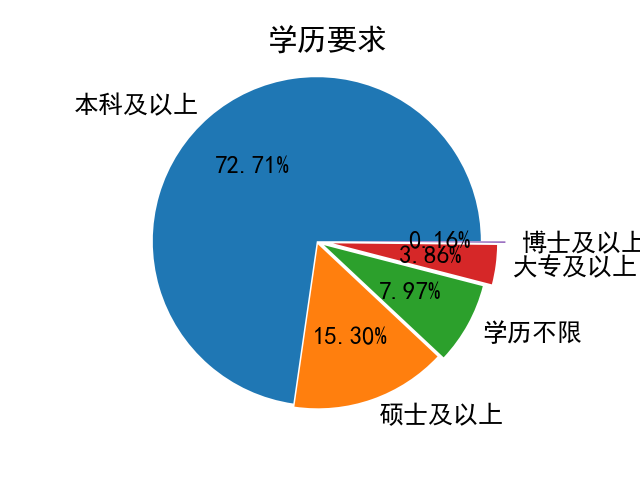 学历要求
本科及以上
72.71%
0.16%
博士及以上
3.86%
大专及以上
7.97%
学历不限
15.30%
硕士及以上